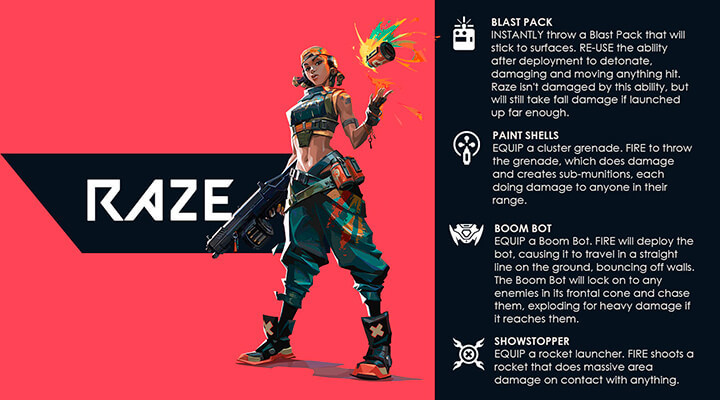 RAZE
BLAST PACK
INSTANTLY throw a Blast Pack that will
stick to surfaces. RE-USE the ability
after deployment to detonate,
damaging and moving anything hit.
Raze isn't damaged by this ability, but
will still take fall damage if launched
up far enough.
PAINT SHELLS
EQUIP a cluster grenade. FIRE to throw
the grenade, which does damage
and creates sub-munitions, each
doing damage to anyone in their
range.
BOOM BOT
EQUIP a Boom Bot. FIRE will deploy the
bot, causing it to travel in a straight
line on the ground, bouncing off walls.
The Boom Bot will lock on to any
enemies in its frontal cone and chase
them, exploding for heavy damage if
it reaches them.
SHOWSTOPPER
EQUIP a rocket launcher. FIRE shoots a
rocket that does massive area
damage on contact with anything.